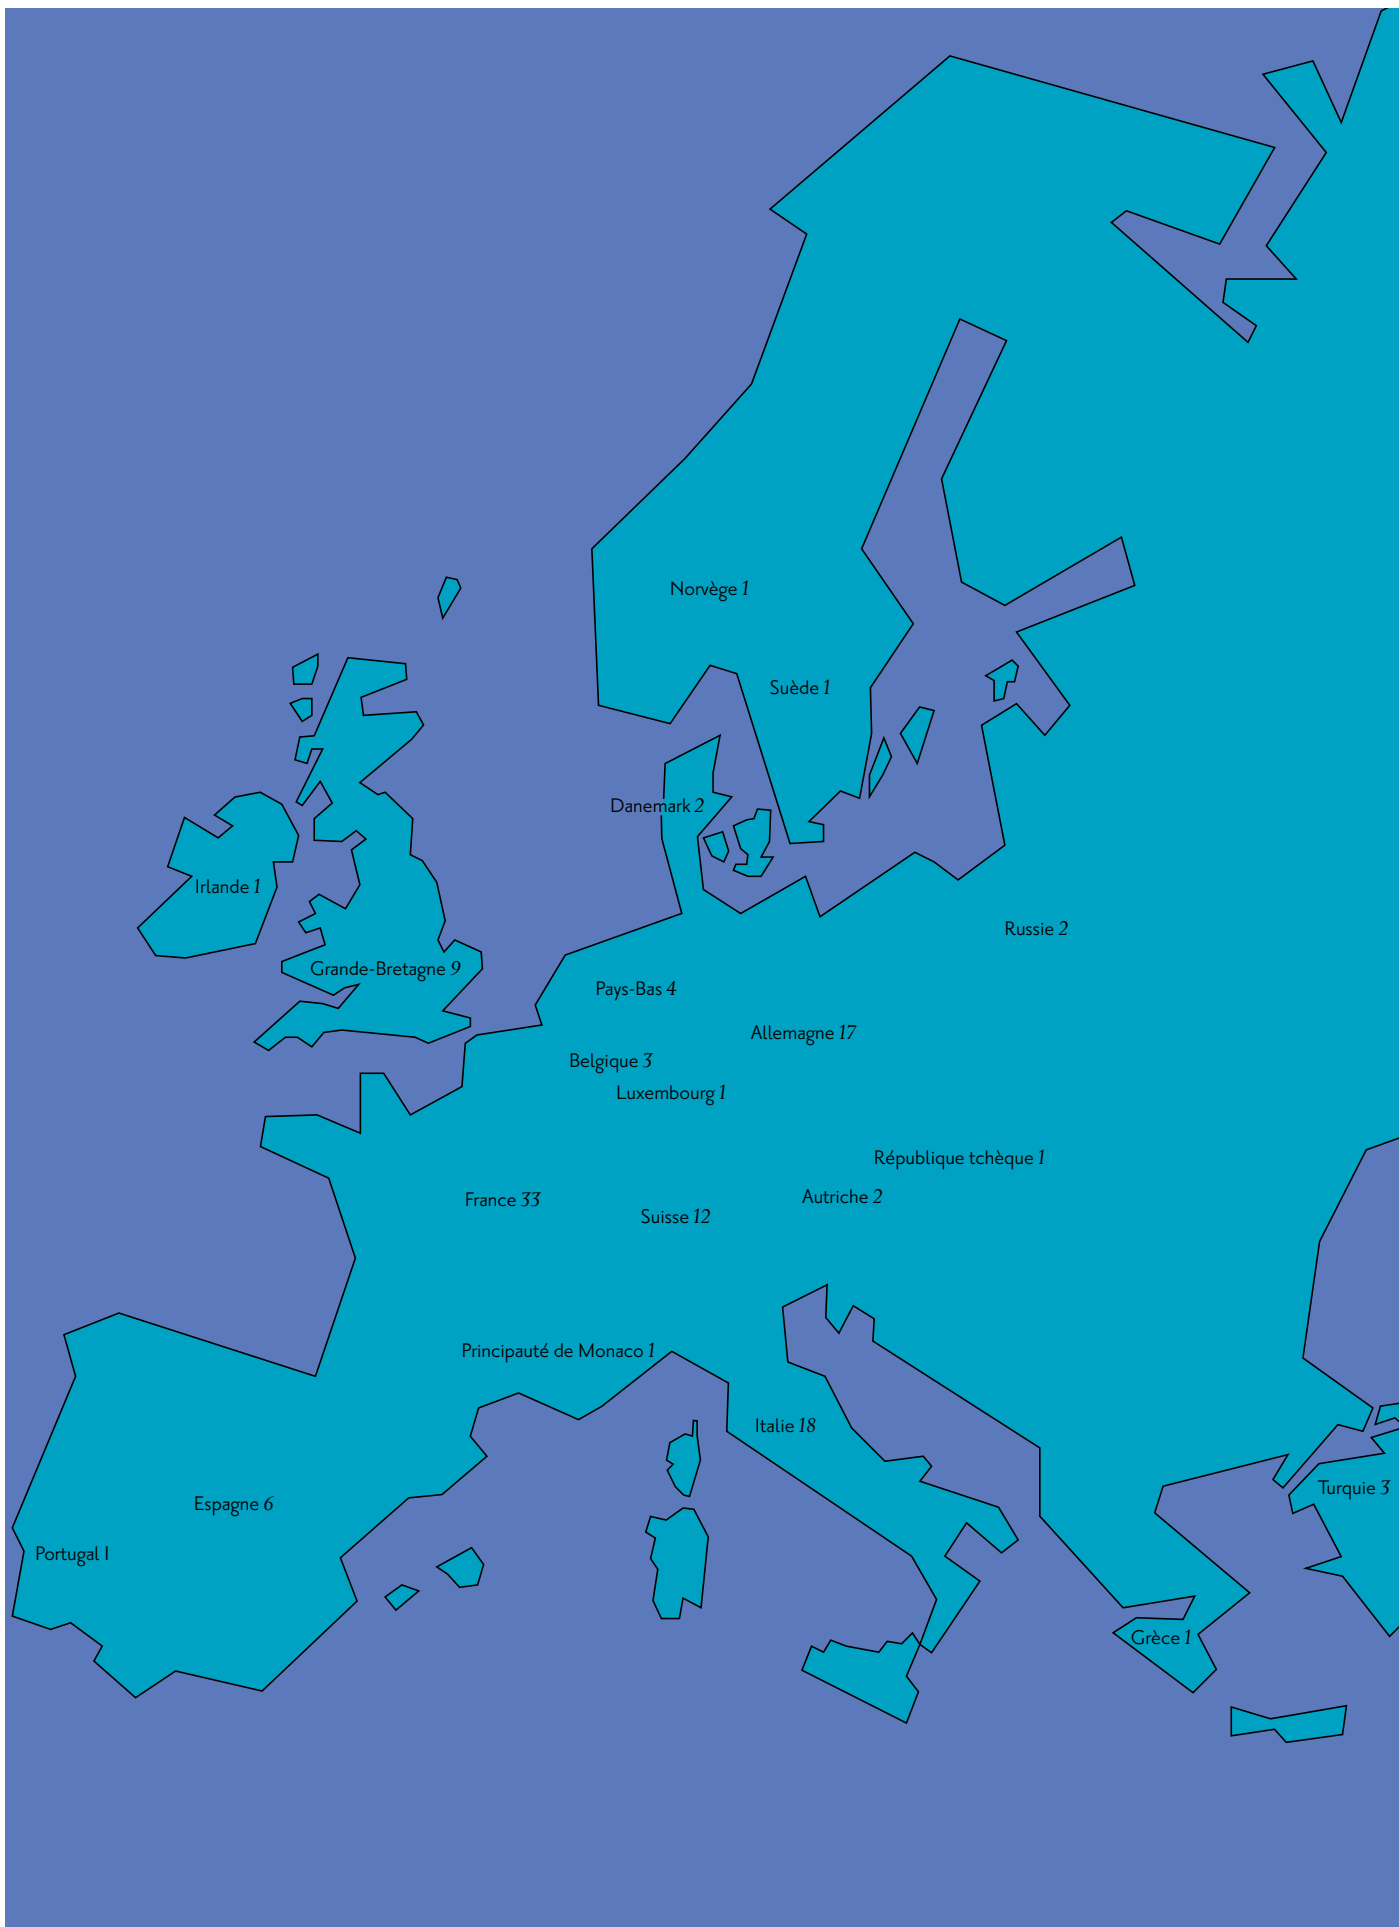 Norvège 1
Suède 1
Danemark 2
Irlande 1
Russie 2
Grande-Bretagne 9
Pays-Bas 4
Allemagne 17
Belgique 3
Luxembourg 1
République tchèque 1
Autriche 2
France 33
Suisse 12
Principauté de Monaco 1
Italie 18
Turquie 3
Espagne 6
Portugal I
Grèce 1